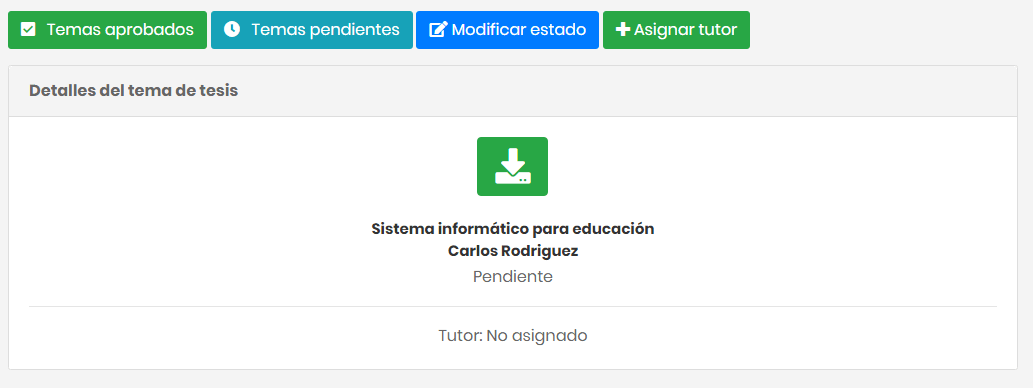 Temas aprobados
Temas pendientes
Modificar estado
Asignar tutor
Detalles del tema de tesis
Sistema informático para educación
Carlos Rodriguez
Pendiente
Tutor: No asignado